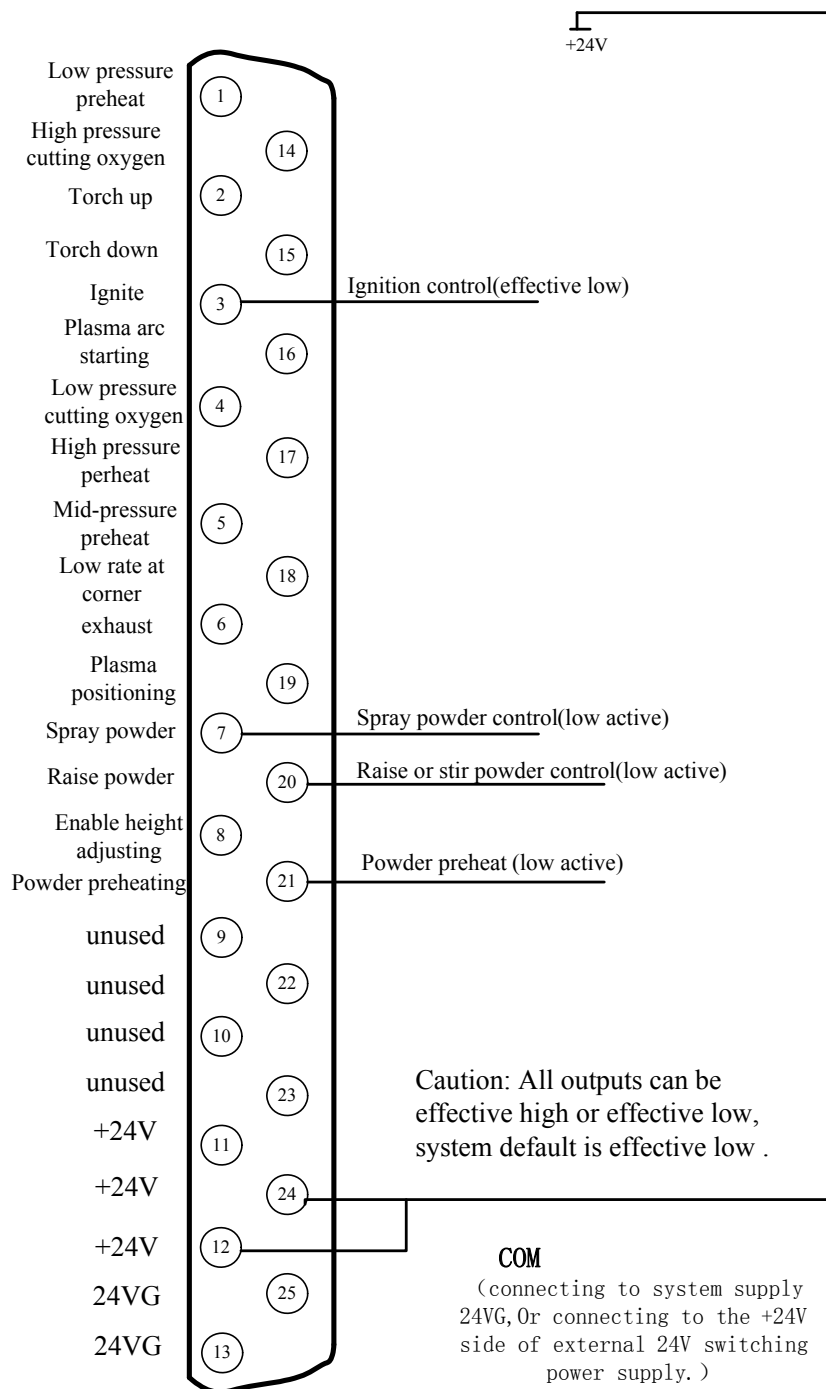 +24V
Low pressure
preheat
1
High pressure
cutting oxygen
14
Torch up
2
Torch down
15
Ignite
3
Ignition control(effective low)
Plasma arc
starting
16
Low pressure
cutting oxygen
4
High pressure
perheat
17
Mid-pressure
preheat
5
Low rate at
corner
18
exhaust
6
Plasma
positioning
19
Spray powder
7
Spray powder control(low active)
Raise powder
20
Raise or stir powder control(low active)
Enable height
adjusting
8
Powder preheating
21
Powder preheat (low active)
unused
9
unused
22
unused
10
unused
23
+24V
11
+24V
24
+24V
12
24VG
25
24VG
13
Caution: All outputs can be
effective high or effective low,
system default is effective low .
COM
（connecting to system supply
24VG,Or connecting to the +24V
side of external 24V switching
power supply.）